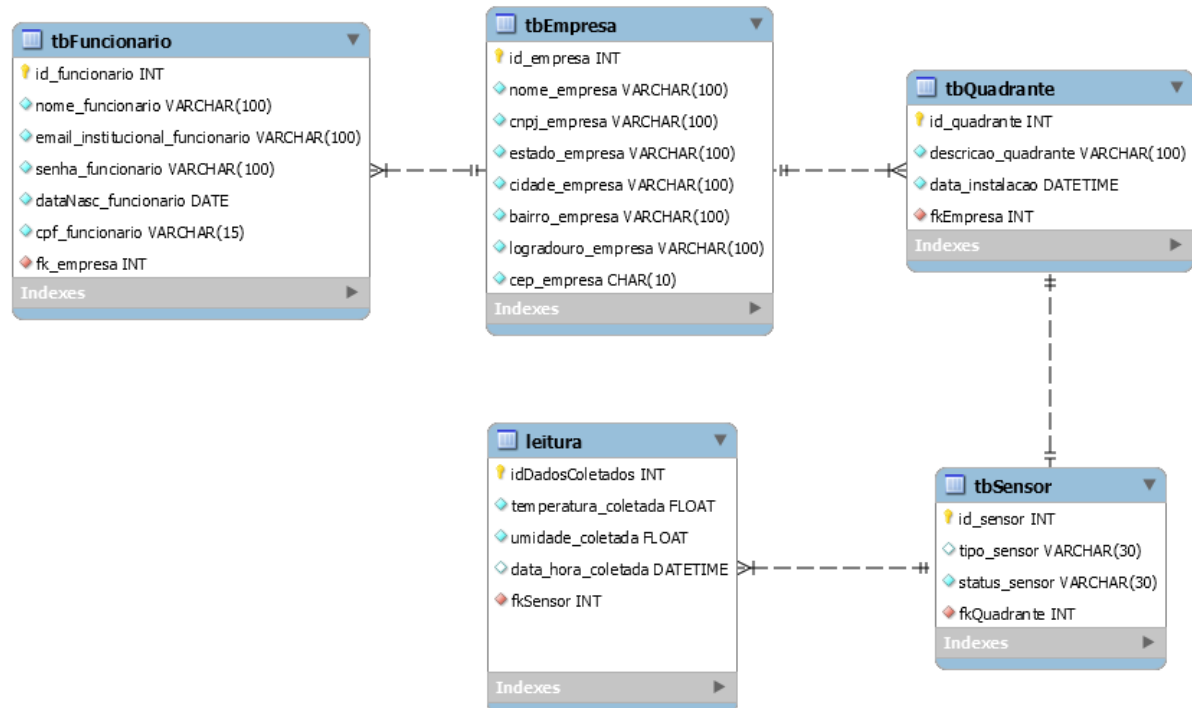 tbFuncionario
id_funcionario INT
nome_funcionario VARCHAR(100)
email_institucional_funcionario VARCHAR(100)
senha_funcionario VARCHAR(100)
dataNasc_funcionario DATE
cpf_funcionario VARCHAR(15)
fk_empresa INT
Indexes
tbEmpresa
id_empresa INT
nome_empresa VARCHAR(100)
cnpj_empresa VARCHAR(100)
estado_empresa VARCHAR(100)
cidade_empresa VARCHAR(100)
bairro_empresa VARCHAR(100)
logradouro_empresa VARCHAR(100)
cep_empresa CHAR(10)
Indexes
tbQuadrante
id_quadrante INT
descricao_quadrante VARCHAR(100)
data_instalacao DATETIME
fkEmpresa INT
Indexes
leitura
idDadosColetados INT
temperatura_coletada FLOAT
umidade_coletada FLOAT
data_hora_coletada DATETIME
fkSensor INT
Indexes
tbSensor
id_sensor INT
tipo_sensor VARCHAR(30)
status_sensor VARCHAR(30)
fkQuadrante INT
Indexes